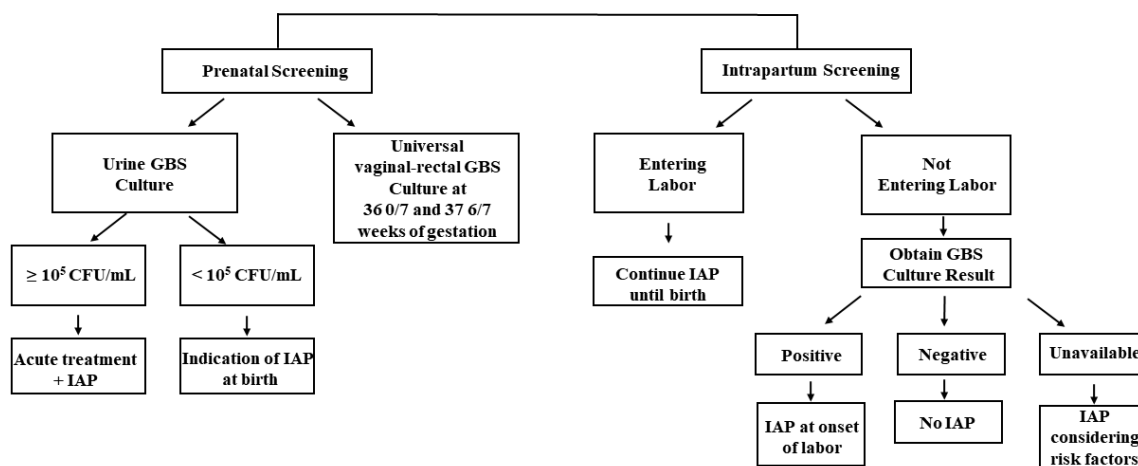 Prenatal Screening
Intrapartum Screening
Urine GBS
Culture
Universal
vaginal-rectal GBS
Culture at
36 0/7 and 37 6/7
weeks of gestation
Entering
Labor
Not
Entering Labor
≥ 10⁵ CFU/mL
< 10⁵ CFU/mL
Continue IAP
until birth
Obtain GBS
Culture Result
Acute treatment
+ IAP
Indication of IAP
at birth
Positive
Negative
Unavailable
IAP at onset
of labor
No IAP
IAP
considering
risk factors